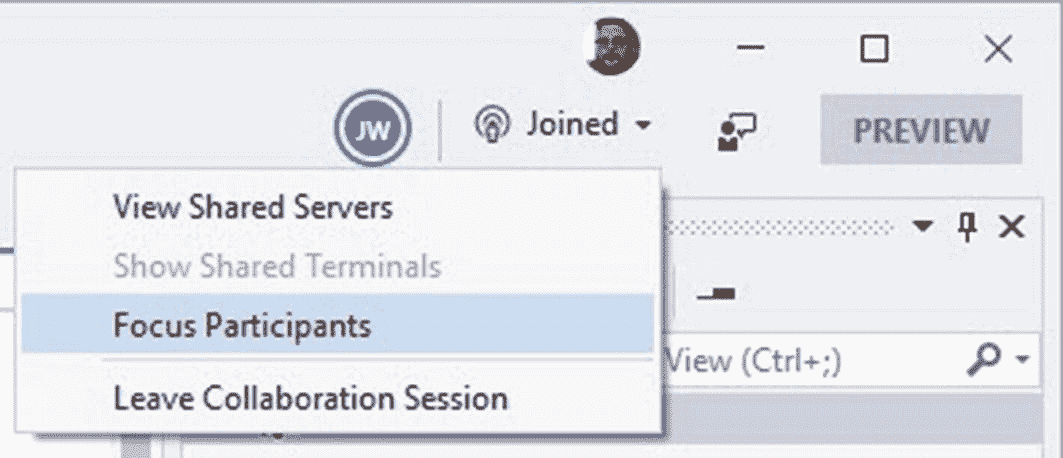 JW
Joined
PREVIEW
View Shared Servers
Show Shared Terminals
Focus Participants
View (Ctrl+;)
Leave Collaboration Session